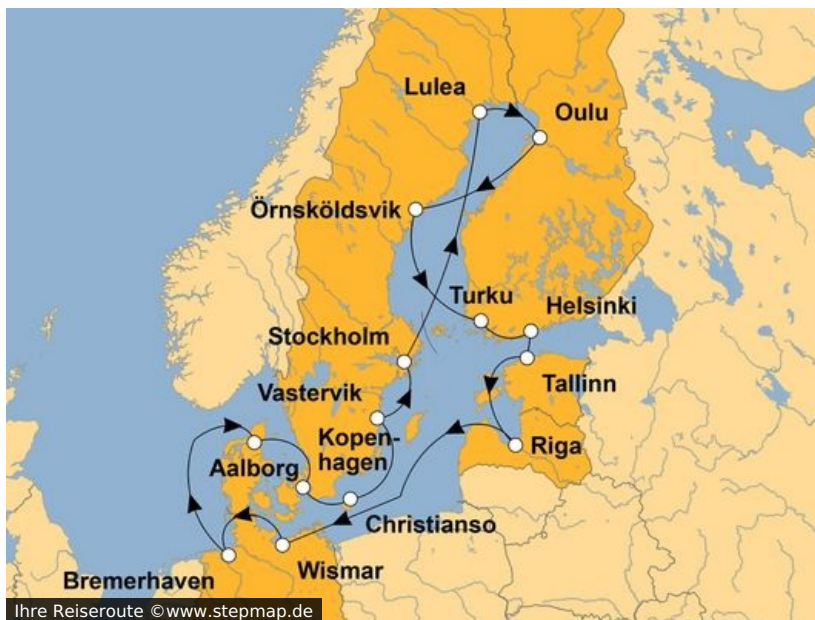 Lulea
Oulu
Örnsköldsvik
Turku
Helsinki
Stockholm
Tallinn
Vastervik
Kopen-
hagen
Riga
Aalborg
Christianso
Wismar
Bremerhaven
Ihre Reiseroute ©www.stepmap.de